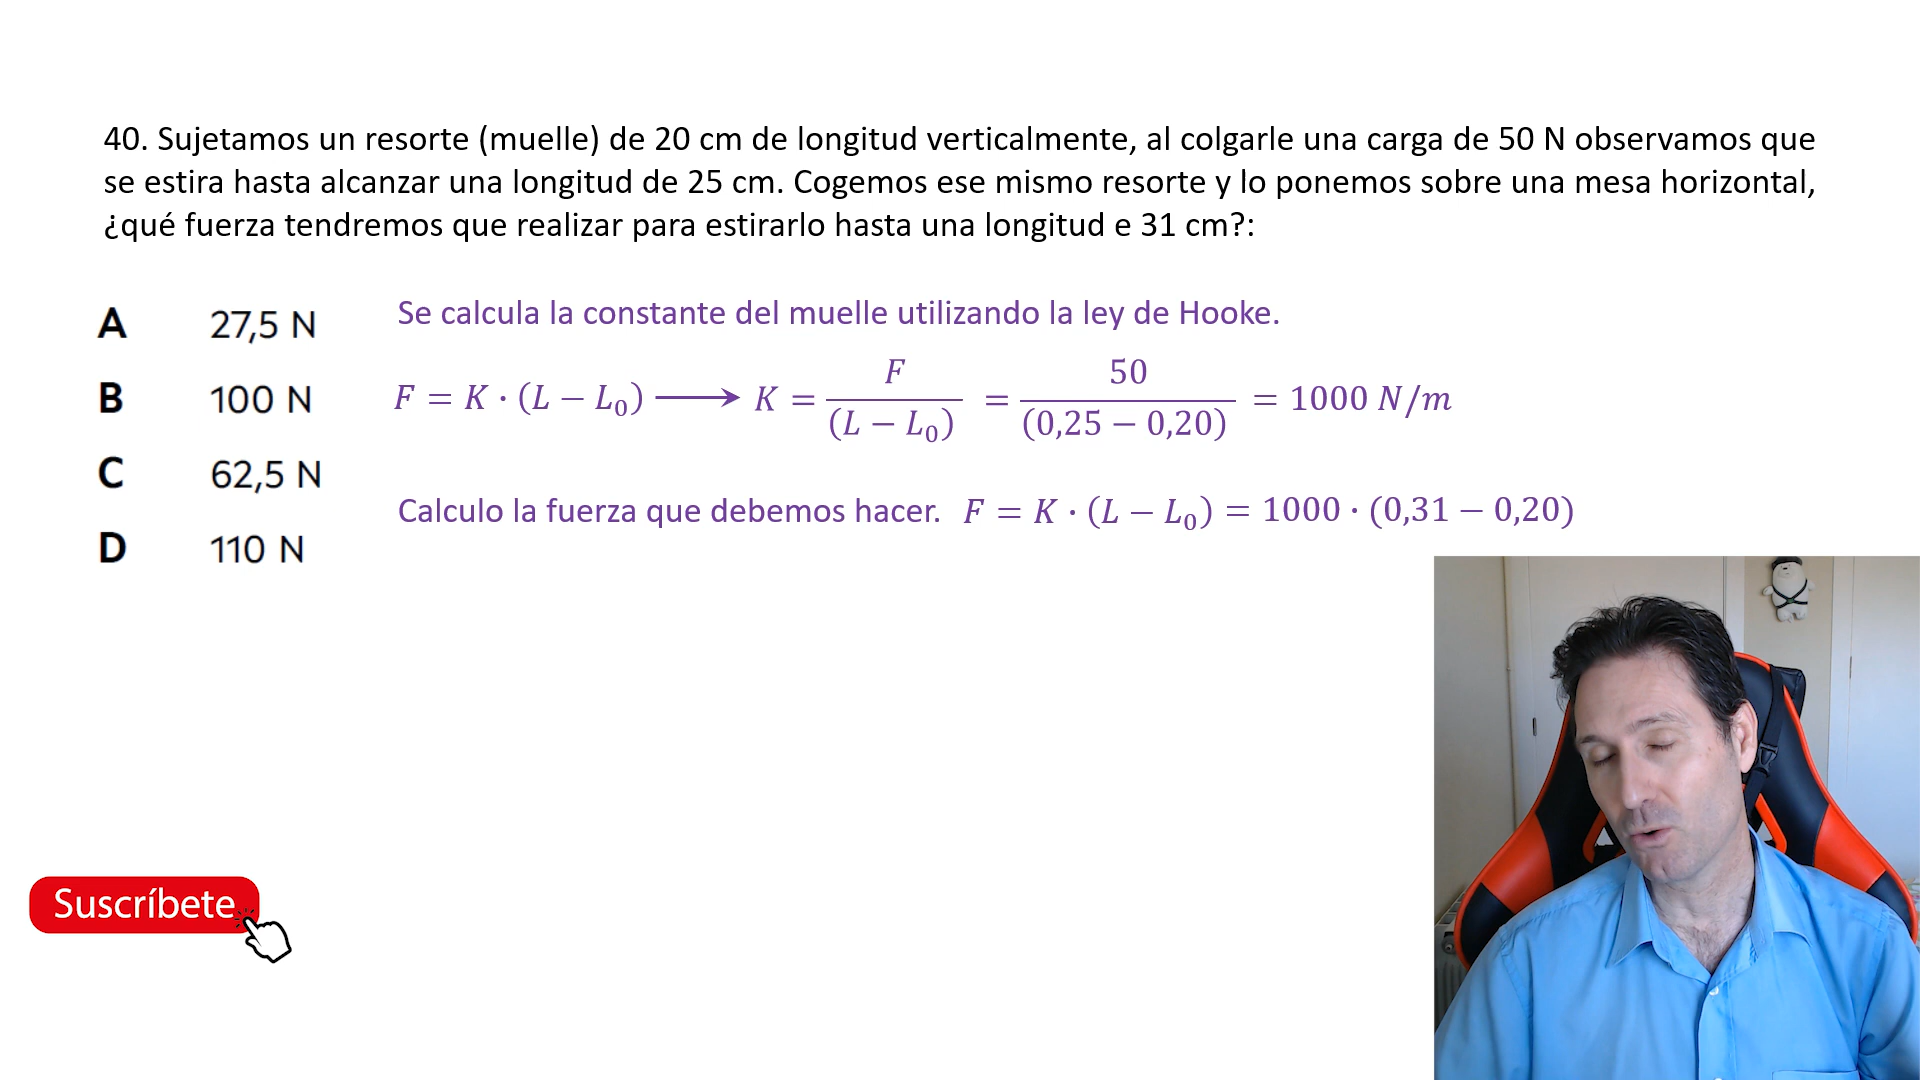 40. Sujetamos un resorte (muelle) de 20 cm de longitud verticalmente, al colgarle una carga de 50 N observamos que
se estira hasta alcanzar una longitud de 25 cm. Cogemos ese mismo resorte y lo ponemos sobre una mesa horizontal,
¿qué fuerza tendremos que realizar para estirarlo hasta una longitud e 31 cm?:
A 27,5 N
B 100 N
C 62,5 N
D 110 N
Se calcula la constante del muelle utilizando la ley de Hooke.
F = K · (L − L₀) ⟶ K = F / (L − L₀) = 50 / (0,25 − 0,20) = 1000 N/m
Calculo la fuerza que debemos hacer. F = K · (L − L₀) = 1000 · (0,31 − 0,20)
Suscríbete